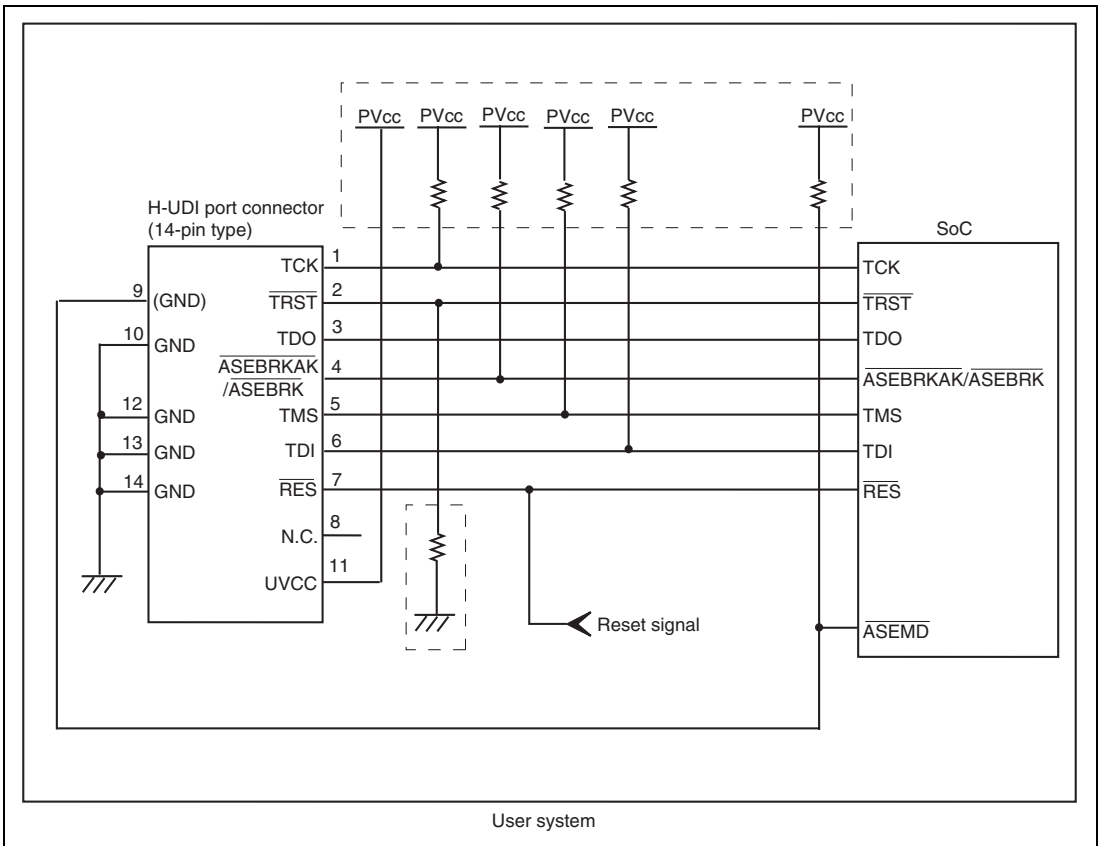 PVcc PVcc PVcc PVcc PVcc PVcc
H-UDI port connector
(14-pin type)
SoC
TCK 1 TCK
9 (GND) TRST 2 TRST
TDO 3 TDO
10 GND
ASEBRKAK 4 ASEBRKAK/ASEBRK
/ASEBRK
12 GND TMS 5 TMS
13 GND TDI 6 TDI
14 GND RES 7 RES
N.C. 8
UVCC 11
Reset signal
ASEMD
User system